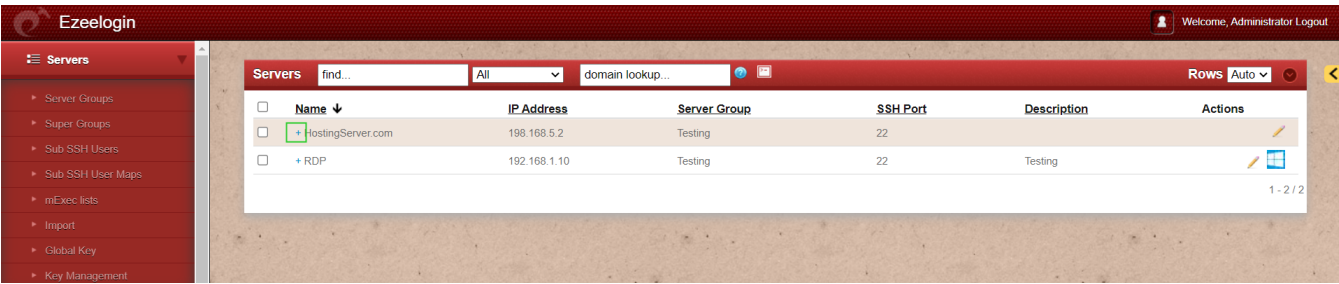 Ezeelogin
Welcome, Administrator Logout
Servers
Server Groups
Super Groups
Sub SSH Users
Sub SSH User Maps
mExec lists
Import
Global Key
Key Management
Servers find... All domain lookup... Rows Auto
Name IP Address Server Group SSH Port Description Actions
+ HostingServer.com 198.168.5.2 Testing 22
+ RDP 192.168.1.10 Testing 22 Testing
1 - 2 / 2